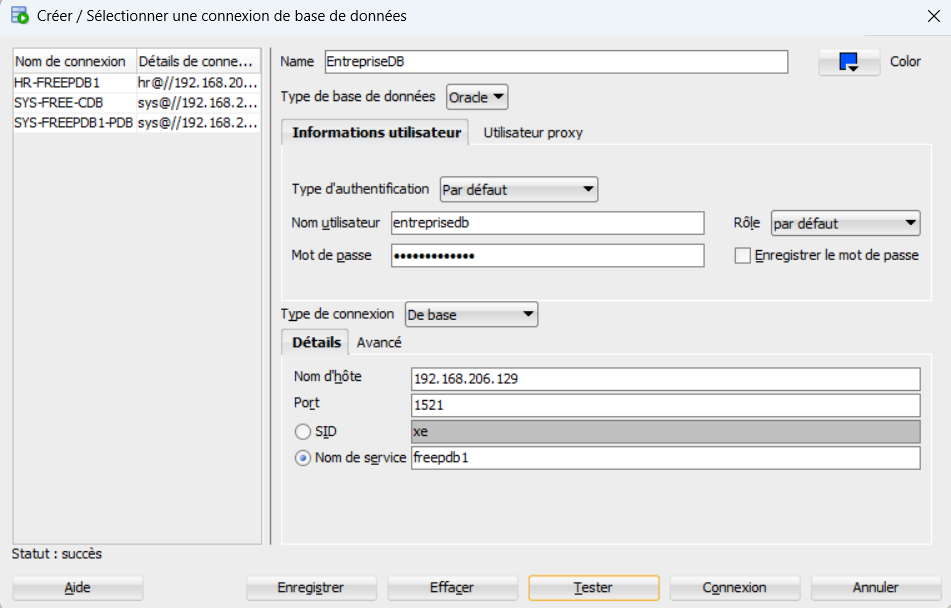 Créer / Sélectionner une connexion de base de données
Nom de connexion Détails de conne...
HR-FREEPDB1 hr@//192.168.20...
SYS-FREE-CDB sys@//192.168.2...
SYS-FREEPDB1-PDB sys@//192.168.2...
Name EntrepriseDB Color
Type de base de données Oracle
Informations utilisateur Utilisateur proxy
Type d'authentification Par défaut
Nom utilisateur entreprisedb Rôle par défaut
Mot de passe ••••••••••••• Enregistrer le mot de passe
Type de connexion De base
Détails Avancé
Nom d'hôte 192.168.206.129
Port 1521
SID xe
Nom de service freepdb1
Statut : succès
Aide Enregistrer Effacer Tester Connexion Annuler